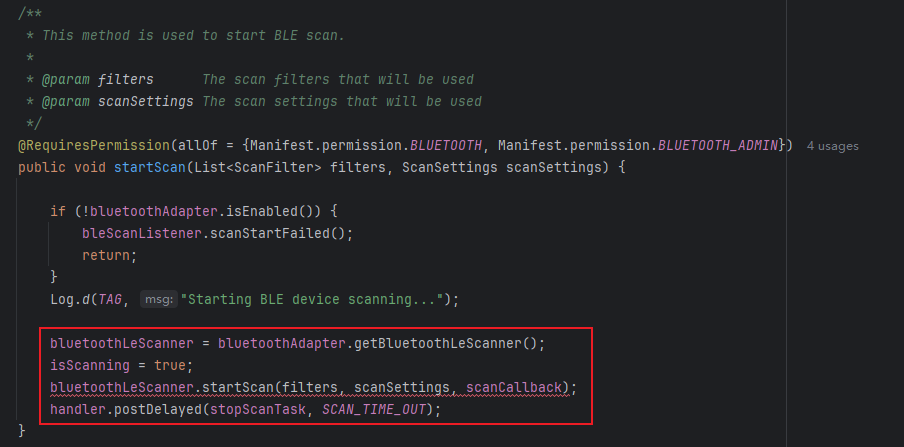 /**
 * This method is used to start BLE scan.
 *
 * @param filters      The scan filters that will be used
 * @param scanSettings The scan settings that will be used
 */
@RequiresPermission(allOf = {Manifest.permission.BLUETOOTH, Manifest.permission.BLUETOOTH_ADMIN}) 4 usages
public void startScan(List<ScanFilter> filters, ScanSettings scanSettings) {
    if (!bluetoothAdapter.isEnabled()) {
        bleScanListener.scanStartFailed();
        return;
    }
    Log.d(TAG, msg: "Starting BLE device scanning...");
    bluetoothLeScanner = bluetoothAdapter.getBluetoothLeScanner();
    isScanning = true;
    bluetoothLeScanner.startScan(filters, scanSettings, scanCallback);
    handler.postDelayed(stopScanTask, SCAN_TIME_OUT);
}